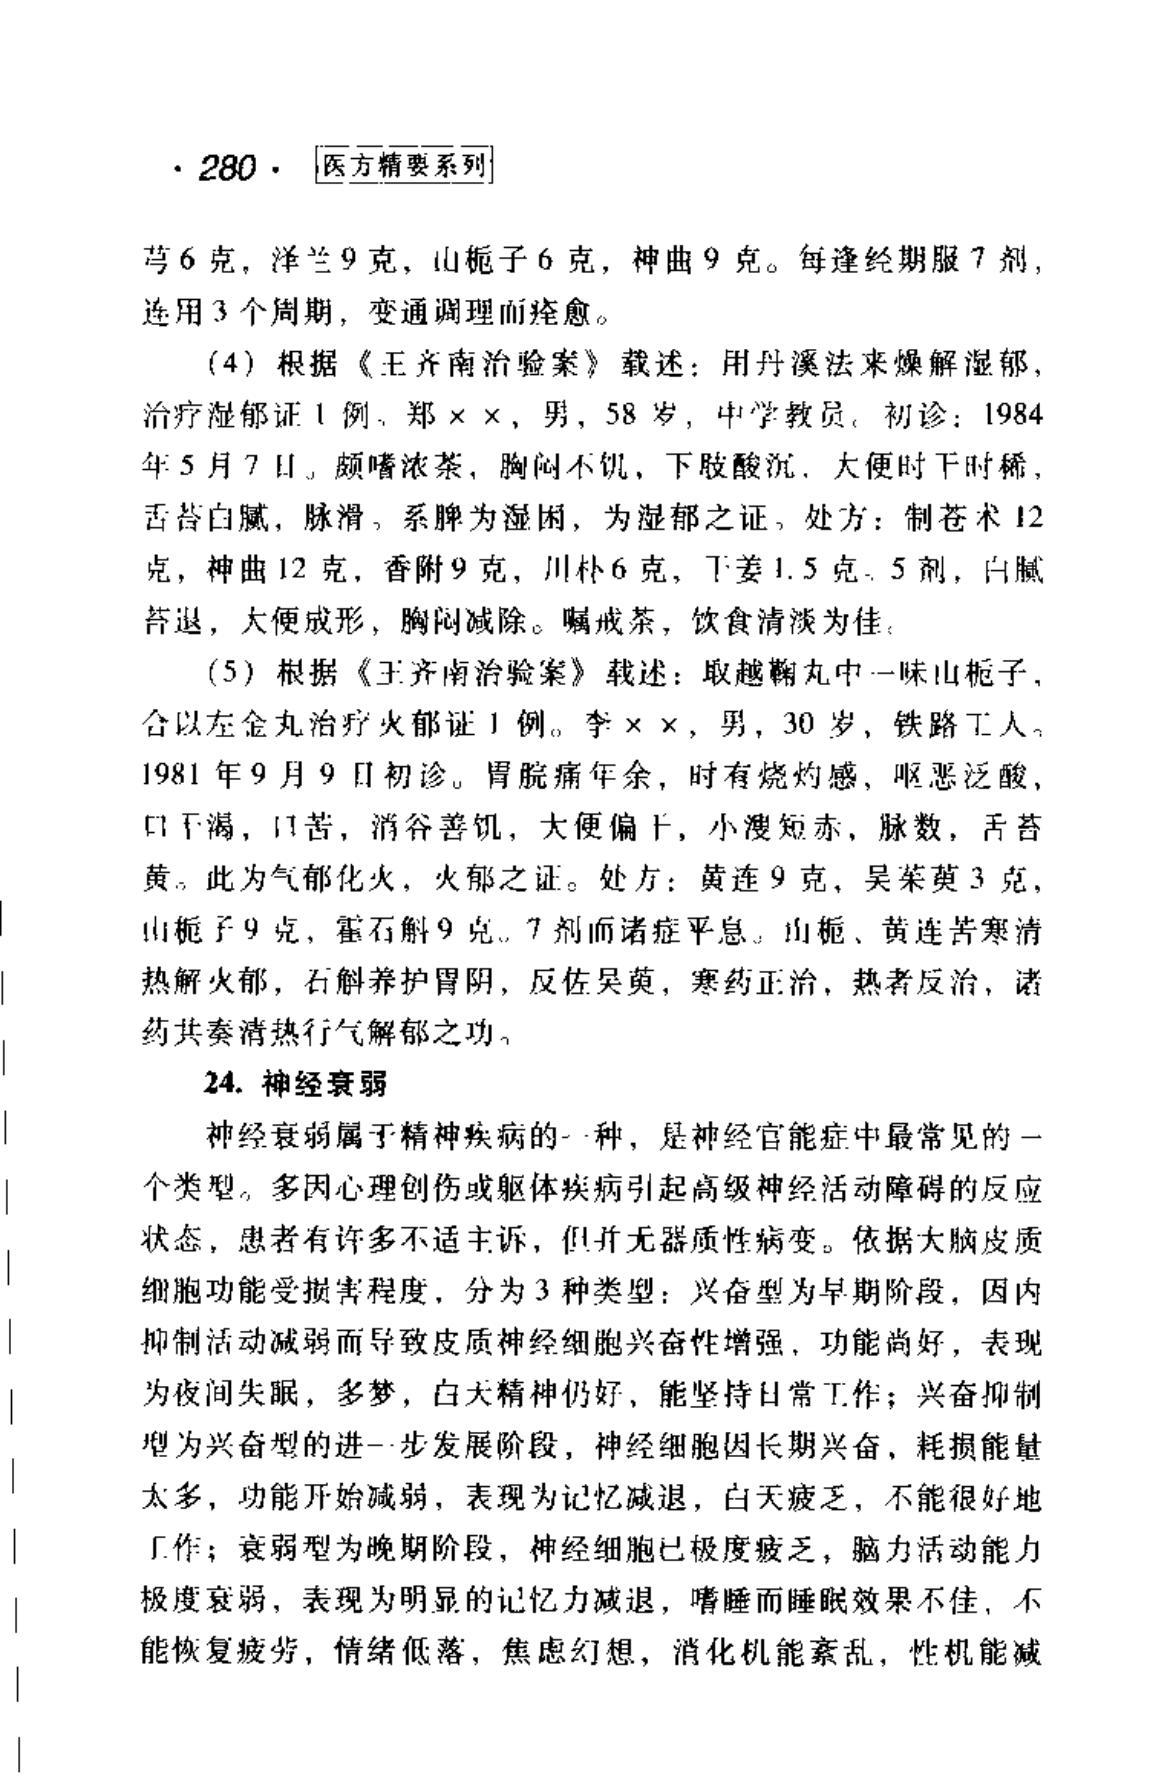 · 280 · 医方精要系列
芎 6 克，泽兰 9 克，山栀子 6 克，神曲 9 克。每逢经期服 7 剂，
连用 3 个周期，变通调理而痊愈。
（4）根据《王齐南治验案》载述：用丹溪法来燥解湿郁，
治疗湿郁证 1 例。郑 × ×，男，58 岁，中学教员。初诊：1984
年 5 月 7 日。颇嗜浓茶，胸闷不饥，下肢酸沉，大便时干时稀，
舌苔白腻，脉滑。系脾为湿困，为湿郁之证。处方：制苍术 12
克，神曲 12 克，香附 9 克，川朴 6 克，干姜 1.5 克。5 剂，白腻
苔退，大便成形，胸闷减除。嘱戒茶，饮食清淡为佳。
（5）根据《王齐南治验案》载述：取越鞠丸中一味山栀子，
合以左金丸治疗火郁证 1 例。李 × ×，男，30 岁，铁路工人。
1981 年 9 月 9 日初诊。胃脘痛年余，时有烧灼感，呕恶泛酸，
口干渴，口苦，消谷善饥，大便偏干，小溲短赤，脉数，舌苔
黄。此为气郁化火，火郁之证。处方：黄连 9 克，吴茱萸 3 克，
山栀子 9 克，霍石斛 9 克。7 剂而诸症平息。山栀、黄连苦寒清
热解火郁，石斛养护胃阴，反佐吴萸，寒药正治，热者反治，诸
药共奏清热行气解郁之功。
24. 神经衰弱
神经衰弱属于精神疾病的一种，是神经官能症中最常见的一
个类型。多因心理创伤或躯体疾病引起高级神经活动障碍的反应
状态，患者有许多不适主诉，但并无器质性病变。依据大脑皮质
细胞功能受损害程度，分为 3 种类型：兴奋型为早期阶段，因内
抑制活动减弱而导致皮质神经细胞兴奋性增强，功能尚好，表现
为夜间失眠，多梦，白天精神仍好，能坚持日常工作；兴奋抑制
型为兴奋型的进一步发展阶段，神经细胞因长期兴奋，耗损能量
太多，功能开始减弱，表现为记忆减退，白天疲乏，不能很好地
工作；衰弱型为晚期阶段，神经细胞已极度疲乏，脑力活动能力
极度衰弱，表现为明显的记忆力减退，嗜睡而睡眠效果不佳，不
能恢复疲劳，情绪低落，焦虑幻想，消化机能紊乱，性机能减